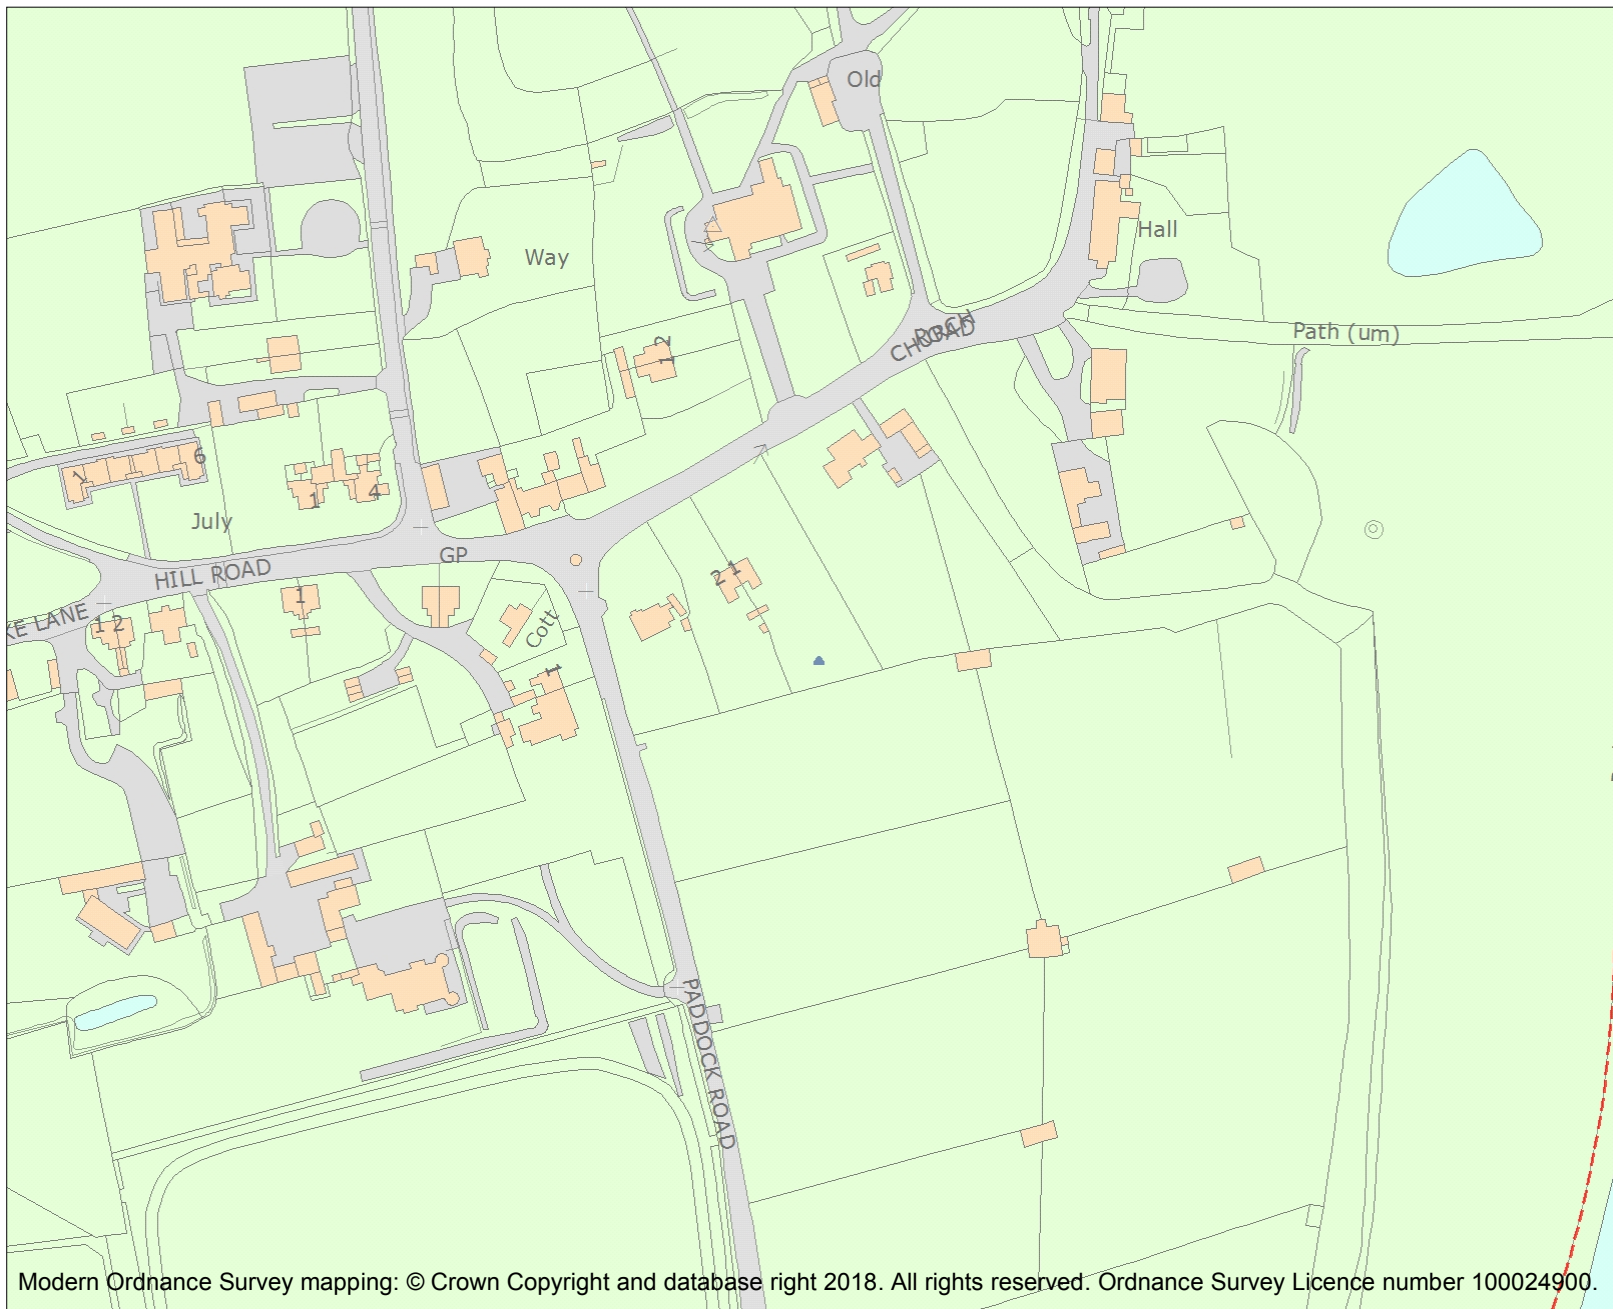 Old
Hall
Way
CHURCH
ROAD
Path (um)
1 2
6
1
1
4
July
GP
HILL ROAD
KE LANE
1 2
1
Cott
1
2 1
PADDOCK ROAD
Modern Ordnance Survey mapping: © Crown Copyright and database right 2018. All rights reserved. Ordnance Survey Licence number 100024900.